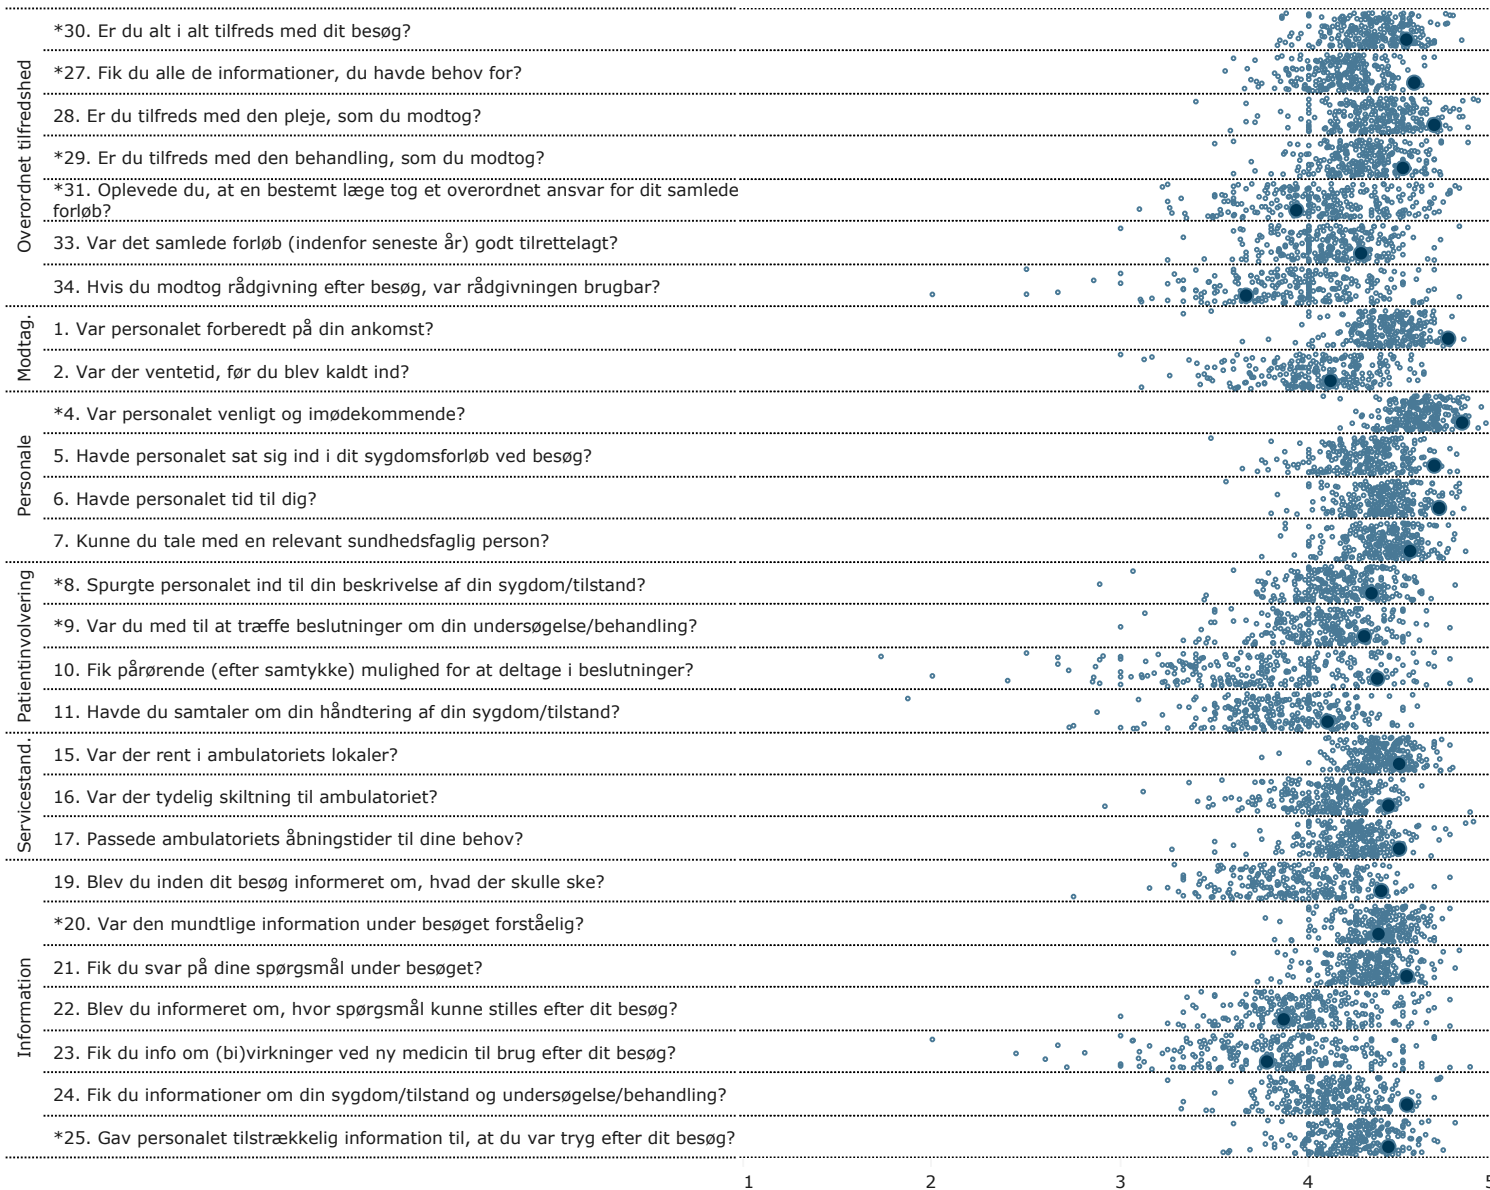 Overordnet tilfredshed
*30. Er du alt i alt tilfreds med dit besøg?
*27. Fik du alle de informationer, du havde behov for?
28. Er du tilfreds med den pleje, som du modtog?
*29. Er du tilfreds med den behandling, som du modtog?
*31. Oplevede du, at en bestemt læge tog et overordnet ansvar for dit samlede
forløb?
33. Var det samlede forløb (indenfor seneste år) godt tilrettelagt?
34. Hvis du modtog rådgivning efter besøg, var rådgivningen brugbar?
Modtag.
1. Var personalet forberedt på din ankomst?
2. Var der ventetid, før du blev kaldt ind?
Personale
*4. Var personalet venligt og imødekommende?
5. Havde personalet sat sig ind i dit sygdomsforløb ved besøg?
6. Havde personalet tid til dig?
7. Kunne du tale med en relevant sundhedsfaglig person?
Patientinvolvering
*8. Spurgte personalet ind til din beskrivelse af din sygdom/tilstand?
*9. Var du med til at træffe beslutninger om din undersøgelse/behandling?
10. Fik pårørende (efter samtykke) mulighed for at deltage i beslutninger?
11. Havde du samtaler om din håndtering af din sygdom/tilstand?
Servicestand.
15. Var der rent i ambulatoriets lokaler?
16. Var der tydelig skiltning til ambulatoriet?
17. Passede ambulatoriets åbningstider til dine behov?
Information
19. Blev du inden dit besøg informeret om, hvad der skulle ske?
*20. Var den mundtlige information under besøget forståelig?
21. Fik du svar på dine spørgsmål under besøget?
22. Blev du informeret om, hvor spørgsmål kunne stilles efter dit besøg?
23. Fik du info om (bi)virkninger ved ny medicin til brug efter dit besøg?
24. Fik du informationer om din sygdom/tilstand og undersøgelse/behandling?
*25. Gav personalet tilstrækkelig information til, at du var tryg efter dit besøg?
1 2 3 4 5